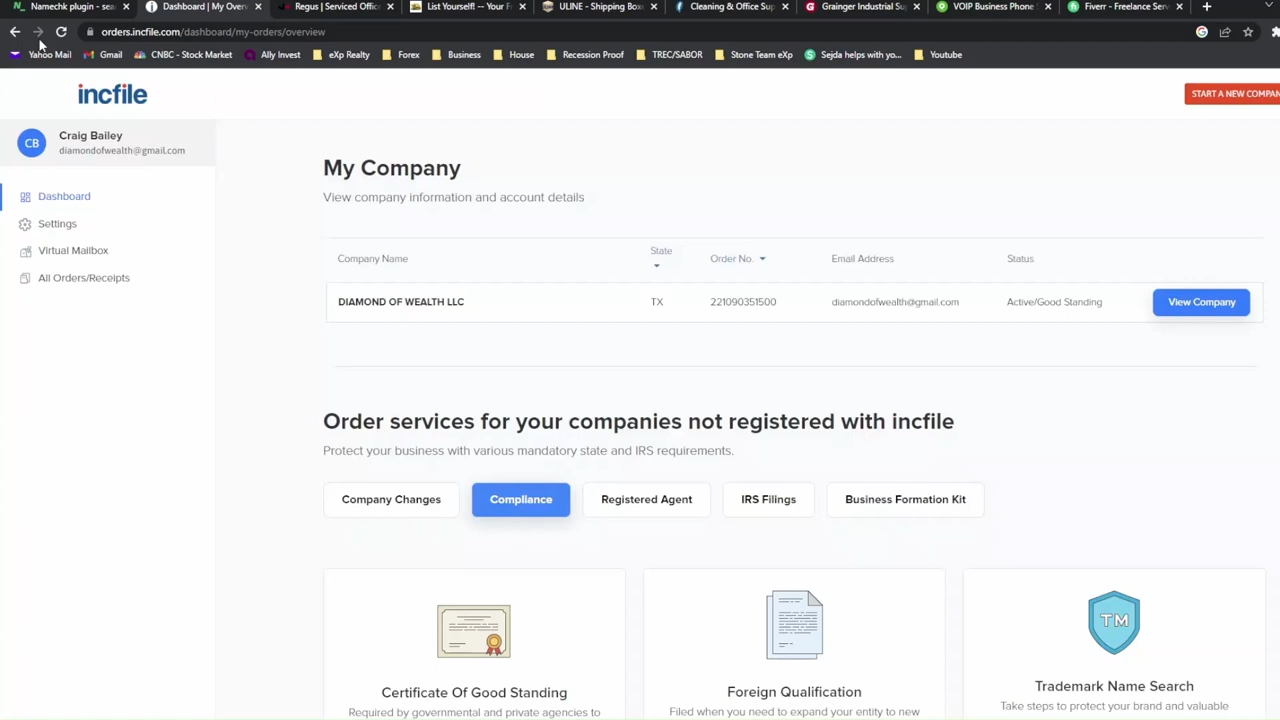 Namechk plugin - sea
Dashboard | My Overv
Regus | Serviced Office
List Yourself! -- Your F
ULINE - Shipping Box
Cleaning & Office Sup
Grainger Industrial Sup
VOIP Business Phone S
Fiverr - Freelance Serv
orders.incfile.com/dashboard/my-orders/overview
Yahoo Mail
Gmail
CNBC - Stock Market
Ally Invest
eXp Realty
Forex
Business
House
Recession Proof
TREC/SABOR
Stone Team eXp
Sejda helps with yo...
Youtube
incfile
START A NEW COMPAN
CB
Craig Bailey
diamondofwealth@gmail.com
Dashboard
Settings
Virtual Mailbox
All Orders/Receipts
My Company
View company information and account details
Company Name
State
Order No.
Email Address
Status
DIAMOND OF WEALTH LLC
TX
221090351500
diamondofwealth@gmail.com
Active/Good Standing
View Company
Order services for your companies not registered with incfile
Protect your business with various mandatory state and IRS requirements.
Company Changes
Compliance
Registered Agent
IRS Filings
Business Formation Kit
Certificate Of Good Standing
Required by governmental and private agencies to
Foreign Qualification
Filed when you need to expand your entity to new
TM
Trademark Name Search
Take steps to protect your brand and valuable